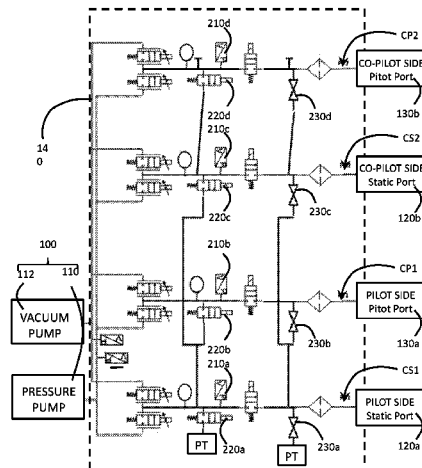 210d
CP2
CO-PILOT SIDE
Pitot Port
220d
230d
130b
210c
CS2
14
0
CO-PILOT SIDE
Static Port
220c
230c
120b
100
210b
112
110
CP1
VACUUM
PUMP
PILOT SIDE
Pitot Port
220b
230b
130a
210a
CS1
PRESSURE
PUMP
PILOT SIDE
Static Port
PT
220a
PT
230a
120a